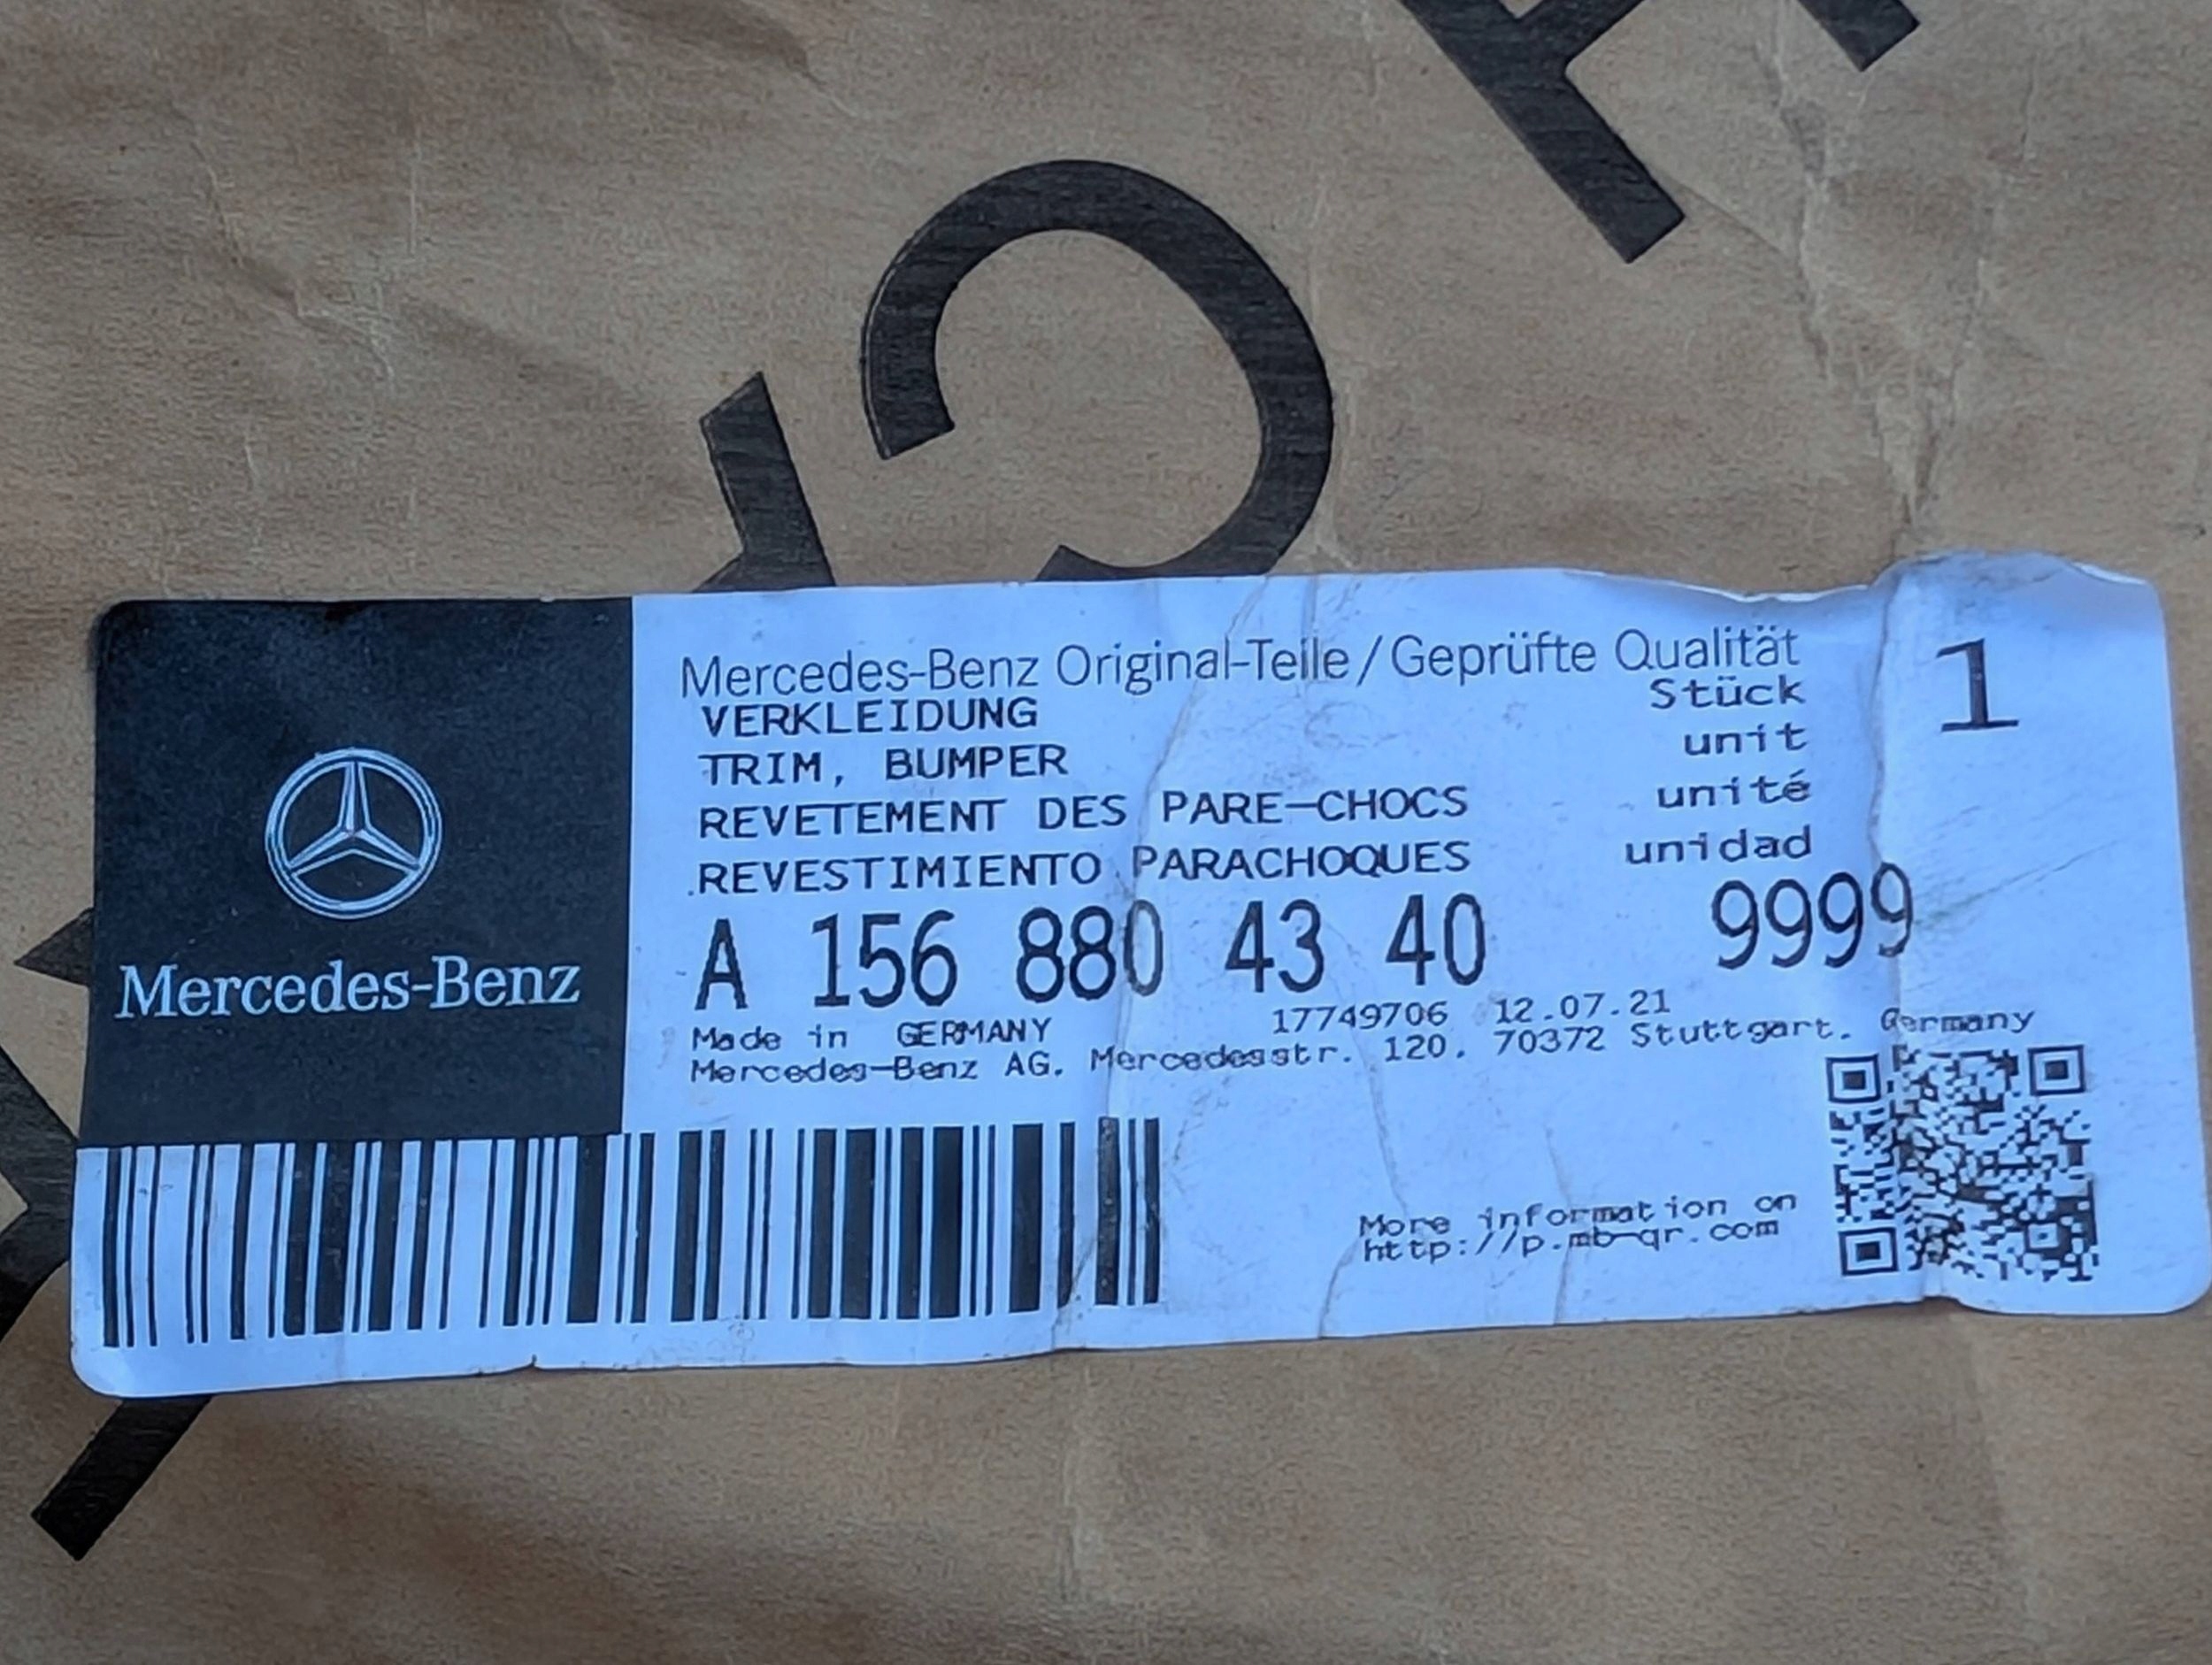 Mercedes-Benz
Mercedes-Benz Original-Teile/Geprüfte Qualität
VERKLEIDUNG
TRIM, BUMPER
REVETEMENT DES PARE-CHOCS
REVESTIMIENTO PARACHOQUES
Stück 1
unit
unité
unidad
A 156 880 43 40 9999
Made in GERMANY 17749706 12.07.21
Mercedes-Benz AG. Mercedesstr. 120. 70372 Stuttgart. Germany
More information on
http://p.mb-qr.com